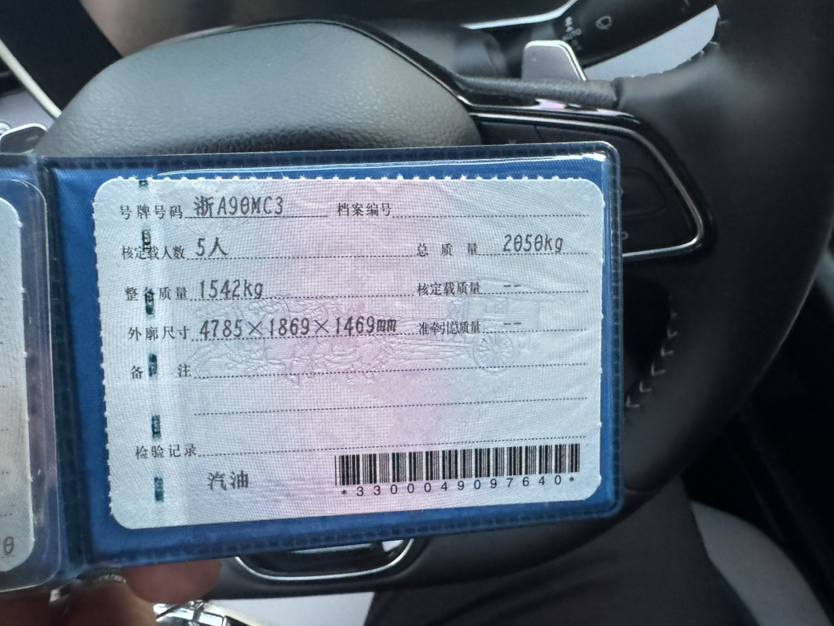 号牌号码 浙A90MC3 档案编号
核定载人数 5人 总质量 2050kg
整备质量 1542kg 核定载质量 --
外廓尺寸 4785×1869×1469mm 准牵引总质量 --
备注
检验记录
汽油
*3300049097640*